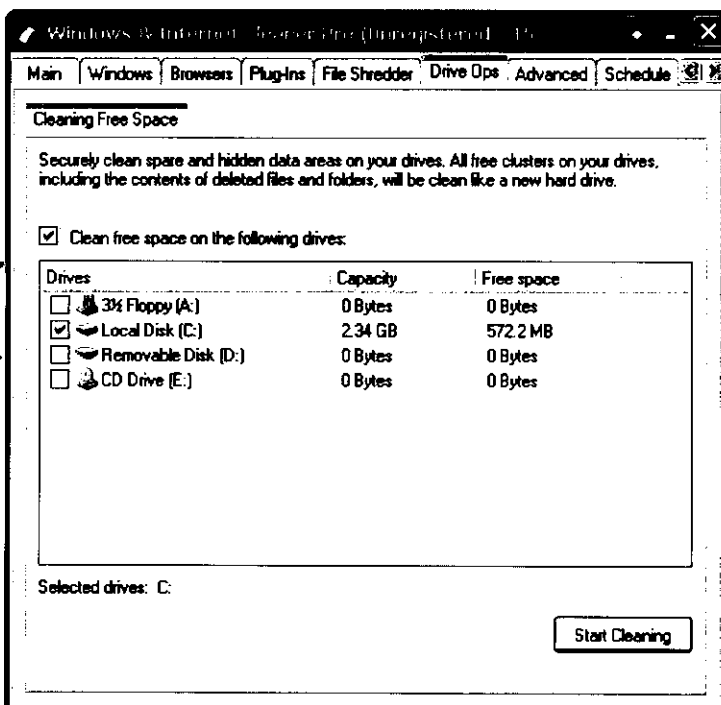 Windows & Internet Cleaner Pro (Unregistered
Main Windows Browsers Plug-Ins File Shredder Drive Ops Advanced Schedule
Cleaning Free Space
Securely clean spare and hidden data areas on your drives. All free clusters on your drives,
including the contents of deleted files and folders, will be clean like a new hard drive.
Clean free space on the following drives:
Drives Capacity Free space
3½ Floppy (A:) 0 Bytes 0 Bytes
Local Disk (C:) 2.34 GB 572.2 MB
Removable Disk (D:) 0 Bytes 0 Bytes
CD Drive (E:) 0 Bytes 0 Bytes
Selected drives: C:
Start Cleaning